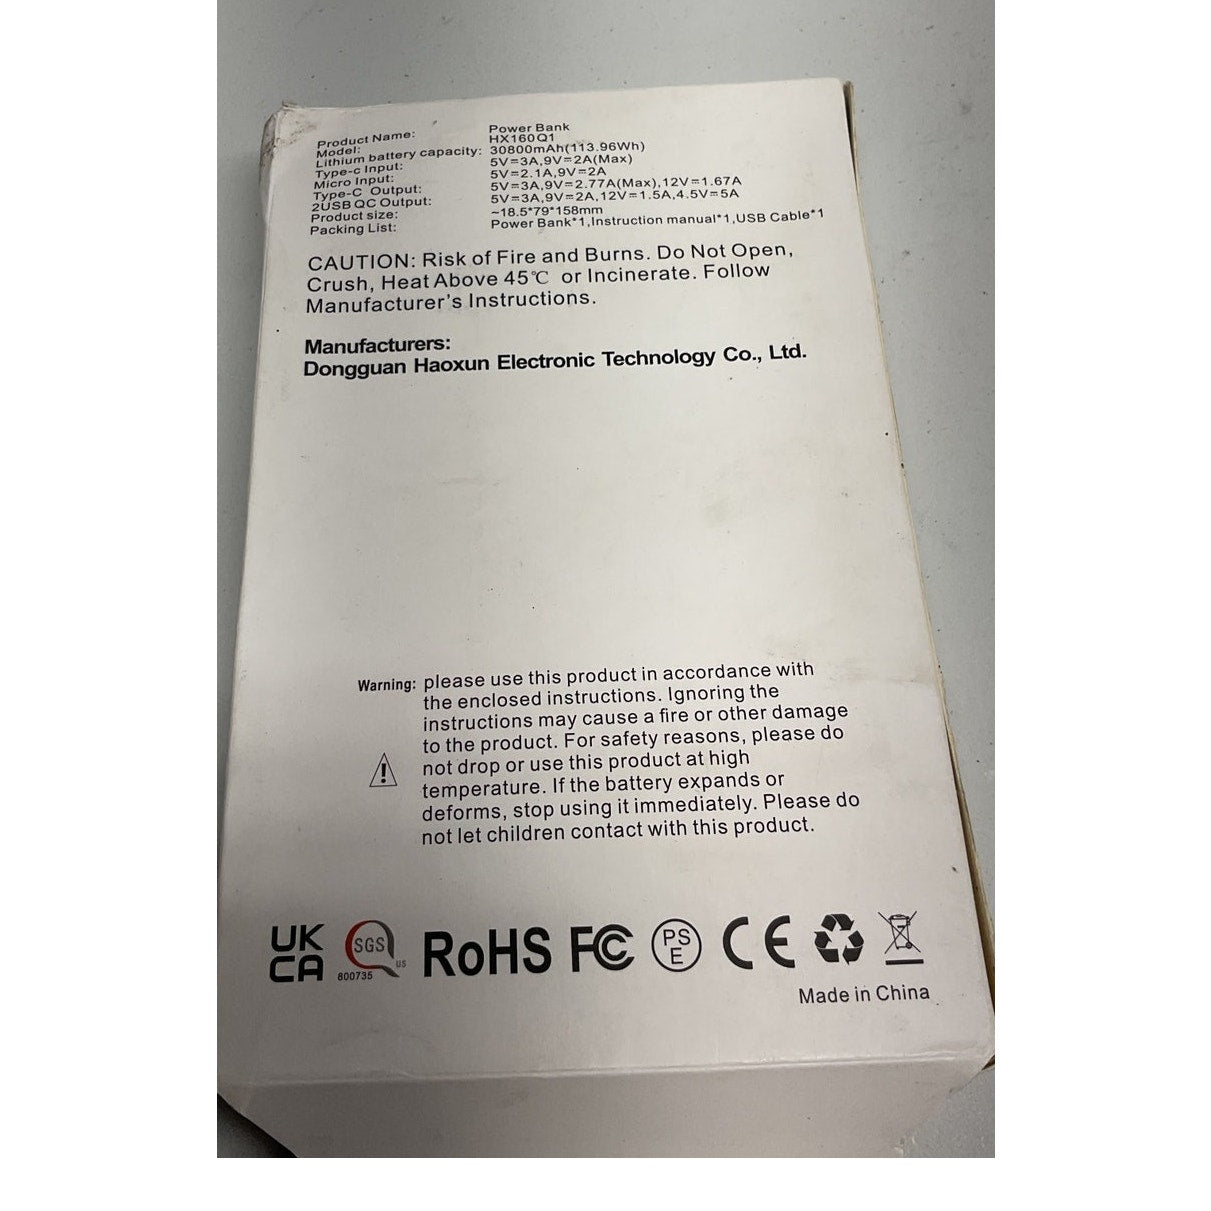 Product Name: Power Bank
Model: HX160Q1
Lithium battery capacity: 30800mAh(113.96Wh)
Type-c Input: 5V=3A,9V=2A(Max)
Micro Input: 5V=2.1A,9V=2A
Type-C Output: 5V=3A,9V=2.77A(Max),12V=1.67A
2USB QC Output: 5V=3A,9V=2A,12V=1.5A,4.5V=5A
Product size: ~18.5*79*158mm
Packing List: Power Bank*1,Instruction manual*1,USB Cable*1
CAUTION: Risk of Fire and Burns. Do Not Open,
Crush, Heat Above 45℃ or Incinerate. Follow
Manufacturer's Instructions.
Manufacturers:
Dongguan Haoxun Electronic Technology Co., Ltd.
Warning: please use this product in accordance with
the enclosed instructions. Ignoring the
instructions may cause a fire or other damage
to the product. For safety reasons, please do
not drop or use this product at high
temperature. If the battery expands or
deforms, stop using it immediately. Please do
not let children contact with this product.
UK
CA
SGS
US
800735
RoHS FC PS
E
CE
Made in China